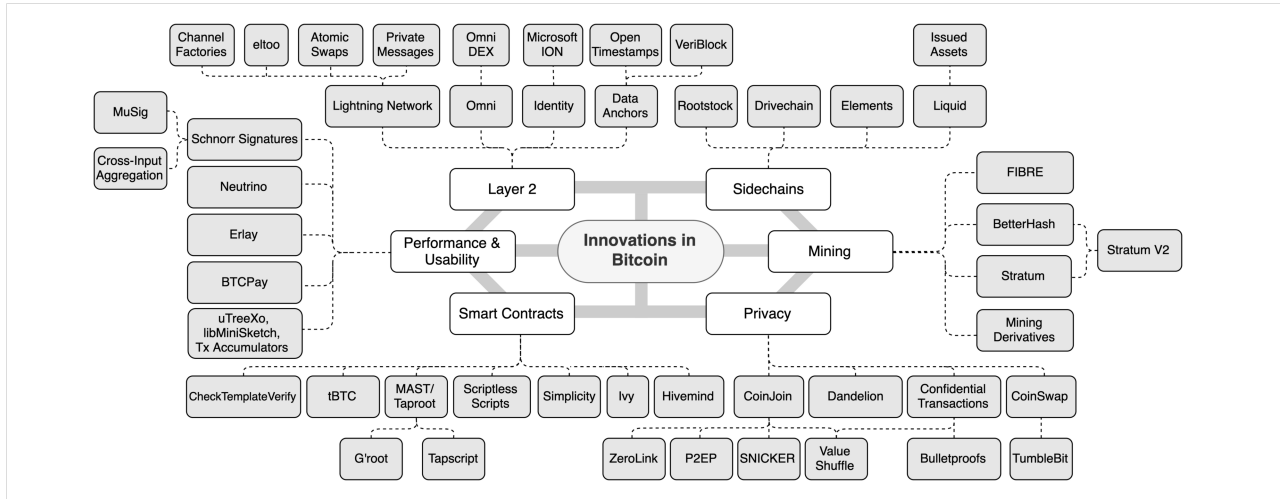 Channel
Factories
eltoo
Atomic
Swaps
Private
Messages
Omni
DEX
Microsoft
ION
Open
Timestamps
VeriBlock
Issued
Assets
Lightning Network
Omni
Identity
Data
Anchors
Rootstock
Drivechain
Elements
Liquid
MuSig
Cross-Input
Aggregation
Schnorr Signatures
Neutrino
Erlay
BTCPay
uTreeXo,
libMiniSketch,
Tx Accumulators
Layer 2
Sidechains
Performance &
Usability
Innovations in
Bitcoin
Mining
Smart Contracts
Privacy
FIBRE
BetterHash
Stratum
Mining
Derivatives
Stratum V2
CheckTemplateVerify
tBTC
MAST/
Taproot
Scriptless
Scripts
Simplicity
Ivy
Hivemind
CoinJoin
Dandelion
Confidential
Transactions
CoinSwap
G'root
Tapscript
ZeroLink
P2EP
SNICKER
Value
Shuffle
Bulletproofs
TumbleBit